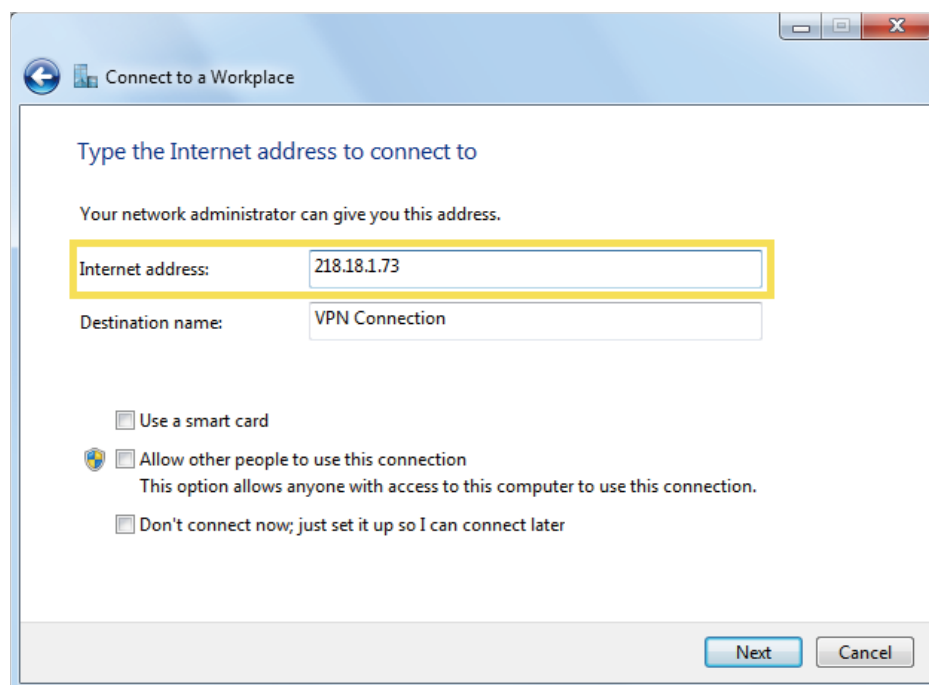 Connect to a Workplace
Type the Internet address to connect to
Your network administrator can give you this address.
Internet address: 218.18.1.73
Destination name: VPN Connection
Use a smart card
Allow other people to use this connection
This option allows anyone with access to this computer to use this connection.
Don't connect now; just set it up so I can connect later
Next Cancel